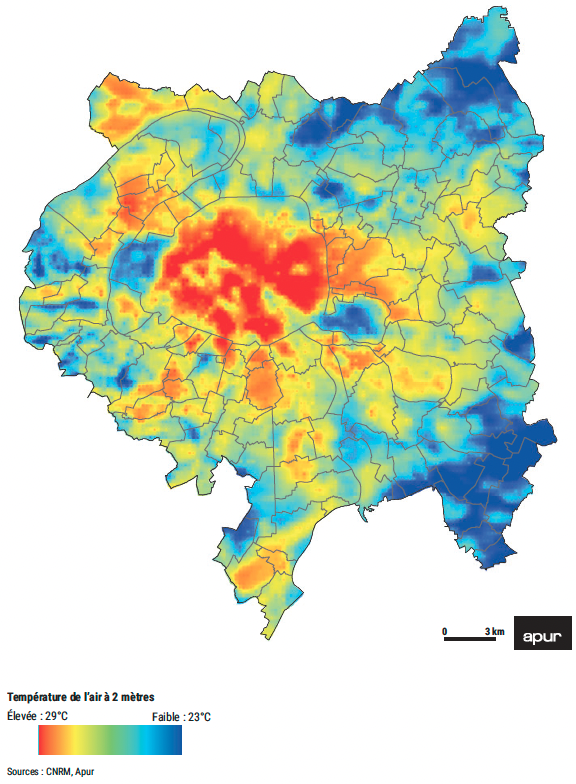 0 3 km
apur
Température de l'air à 2 mètres
Élevée : 29°C Faible : 23°C
Sources : CNRM, Apur